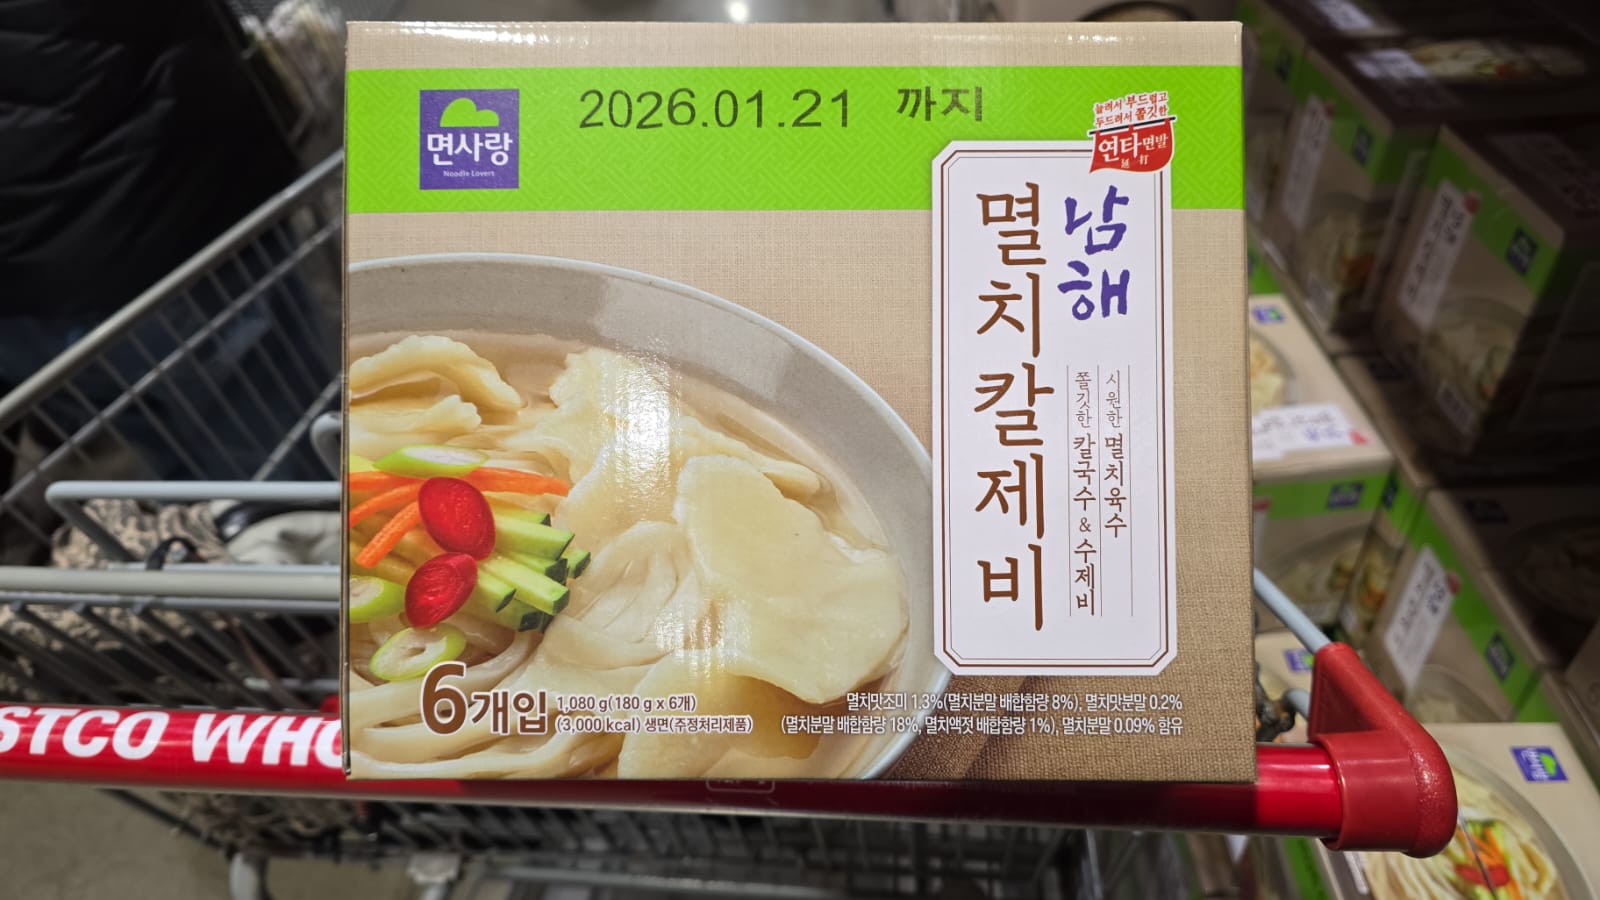 2026.01.21 까지
면사랑
Noodle Lovers
늘려서 부드럽고
두드려서 쫄깃한
연타면발
延 打
남해
멸치칼제비
시원한 멸치육수
쫄깃한 칼국수 & 수제비
6개입 1,080 g(180 g x 6개)
(3,000 kcal) 생면(주정처리제품)
멸치맛조미 1.3%(멸치분말 배합함량 8%), 멸치맛분말 0.2%
(멸치분말 배합함량 18%, 멸치액젓 배합함량 1%), 멸치분말 0.09% 함유
STCO WHO
면사랑